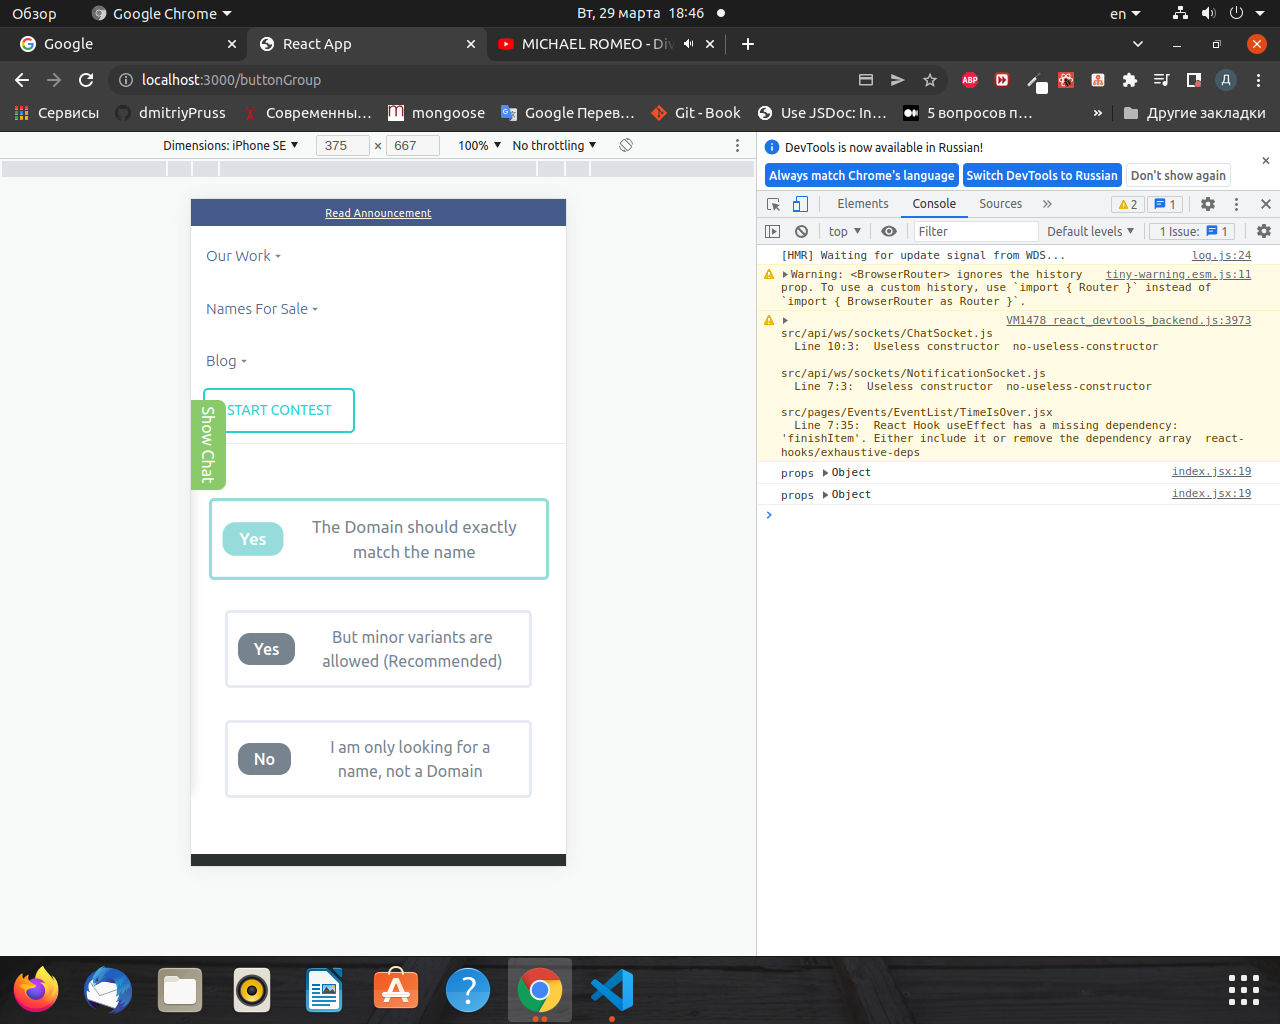 Обзор
Google Chrome
Вт, 29 марта 18:46
en
Google
React App
MICHAEL ROMEO - Div
localhost:3000/buttonGroup
ABP
Д
Сервисы
dmitriyPruss
Современны...
mongoose
Google Перев...
Git - Book
Use JSDoc: In...
5 вопросов п...
»
Другие закладки
Dimensions: iPhone SE
375 × 667
100%
No throttling
DevTools is now available in Russian!
Always match Chrome's language
Switch DevTools to Russian
Don't show again
Elements
Console
Sources
»
2
1
top
Filter
Default levels
1 Issue: 1
[HMR] Waiting for update signal from WDS... log.js:24
Warning: <BrowserRouter> ignores the history tiny-warning.esm.js:11
prop. To use a custom history, use `import { Router }` instead of
`import { BrowserRouter as Router }`.
VM1478 react_devtools_backend.js:3973
src/api/ws/sockets/ChatSocket.js
Line 10:3: Useless constructor no-useless-constructor
src/api/ws/sockets/NotificationSocket.js
Line 7:3: Useless constructor no-useless-constructor
src/pages/Events/EventList/TimeIsOver.jsx
Line 7:35: React Hook useEffect has a missing dependency:
'finishItem'. Either include it or remove the dependency array react-
hooks/exhaustive-deps
props Object index.jsx:19
props Object index.jsx:19
Read Announcement
Our Work
Names For Sale
Blog
START CONTEST
Show Chat
Yes
The Domain should exactly
match the name
Yes
But minor variants are
allowed (Recommended)
No
I am only looking for a
name, not a Domain